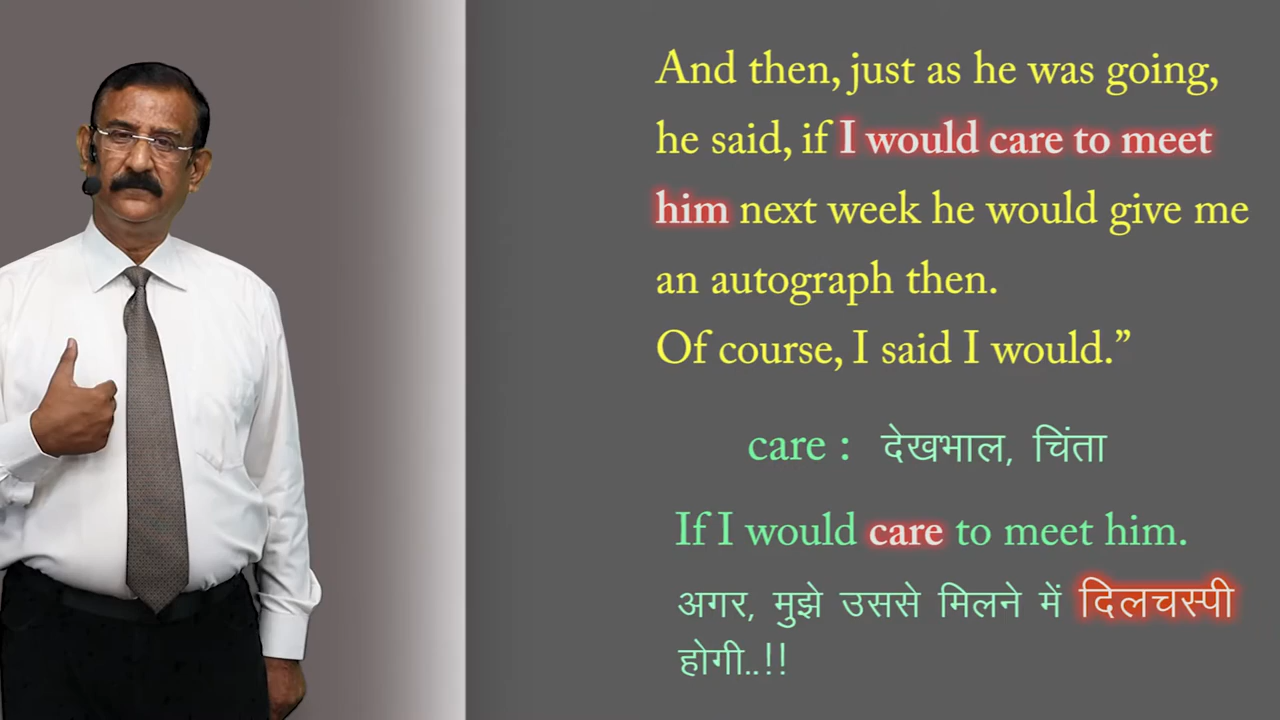 And then, just as he was going,
he said, if I would care to meet
him next week he would give me
an autograph then.
Of course, I said I would.”
care : देखभाल, चिंता
If I would care to meet him.
अगर, मुझे उससे मिलने में दिलचस्पी
होगी..!!